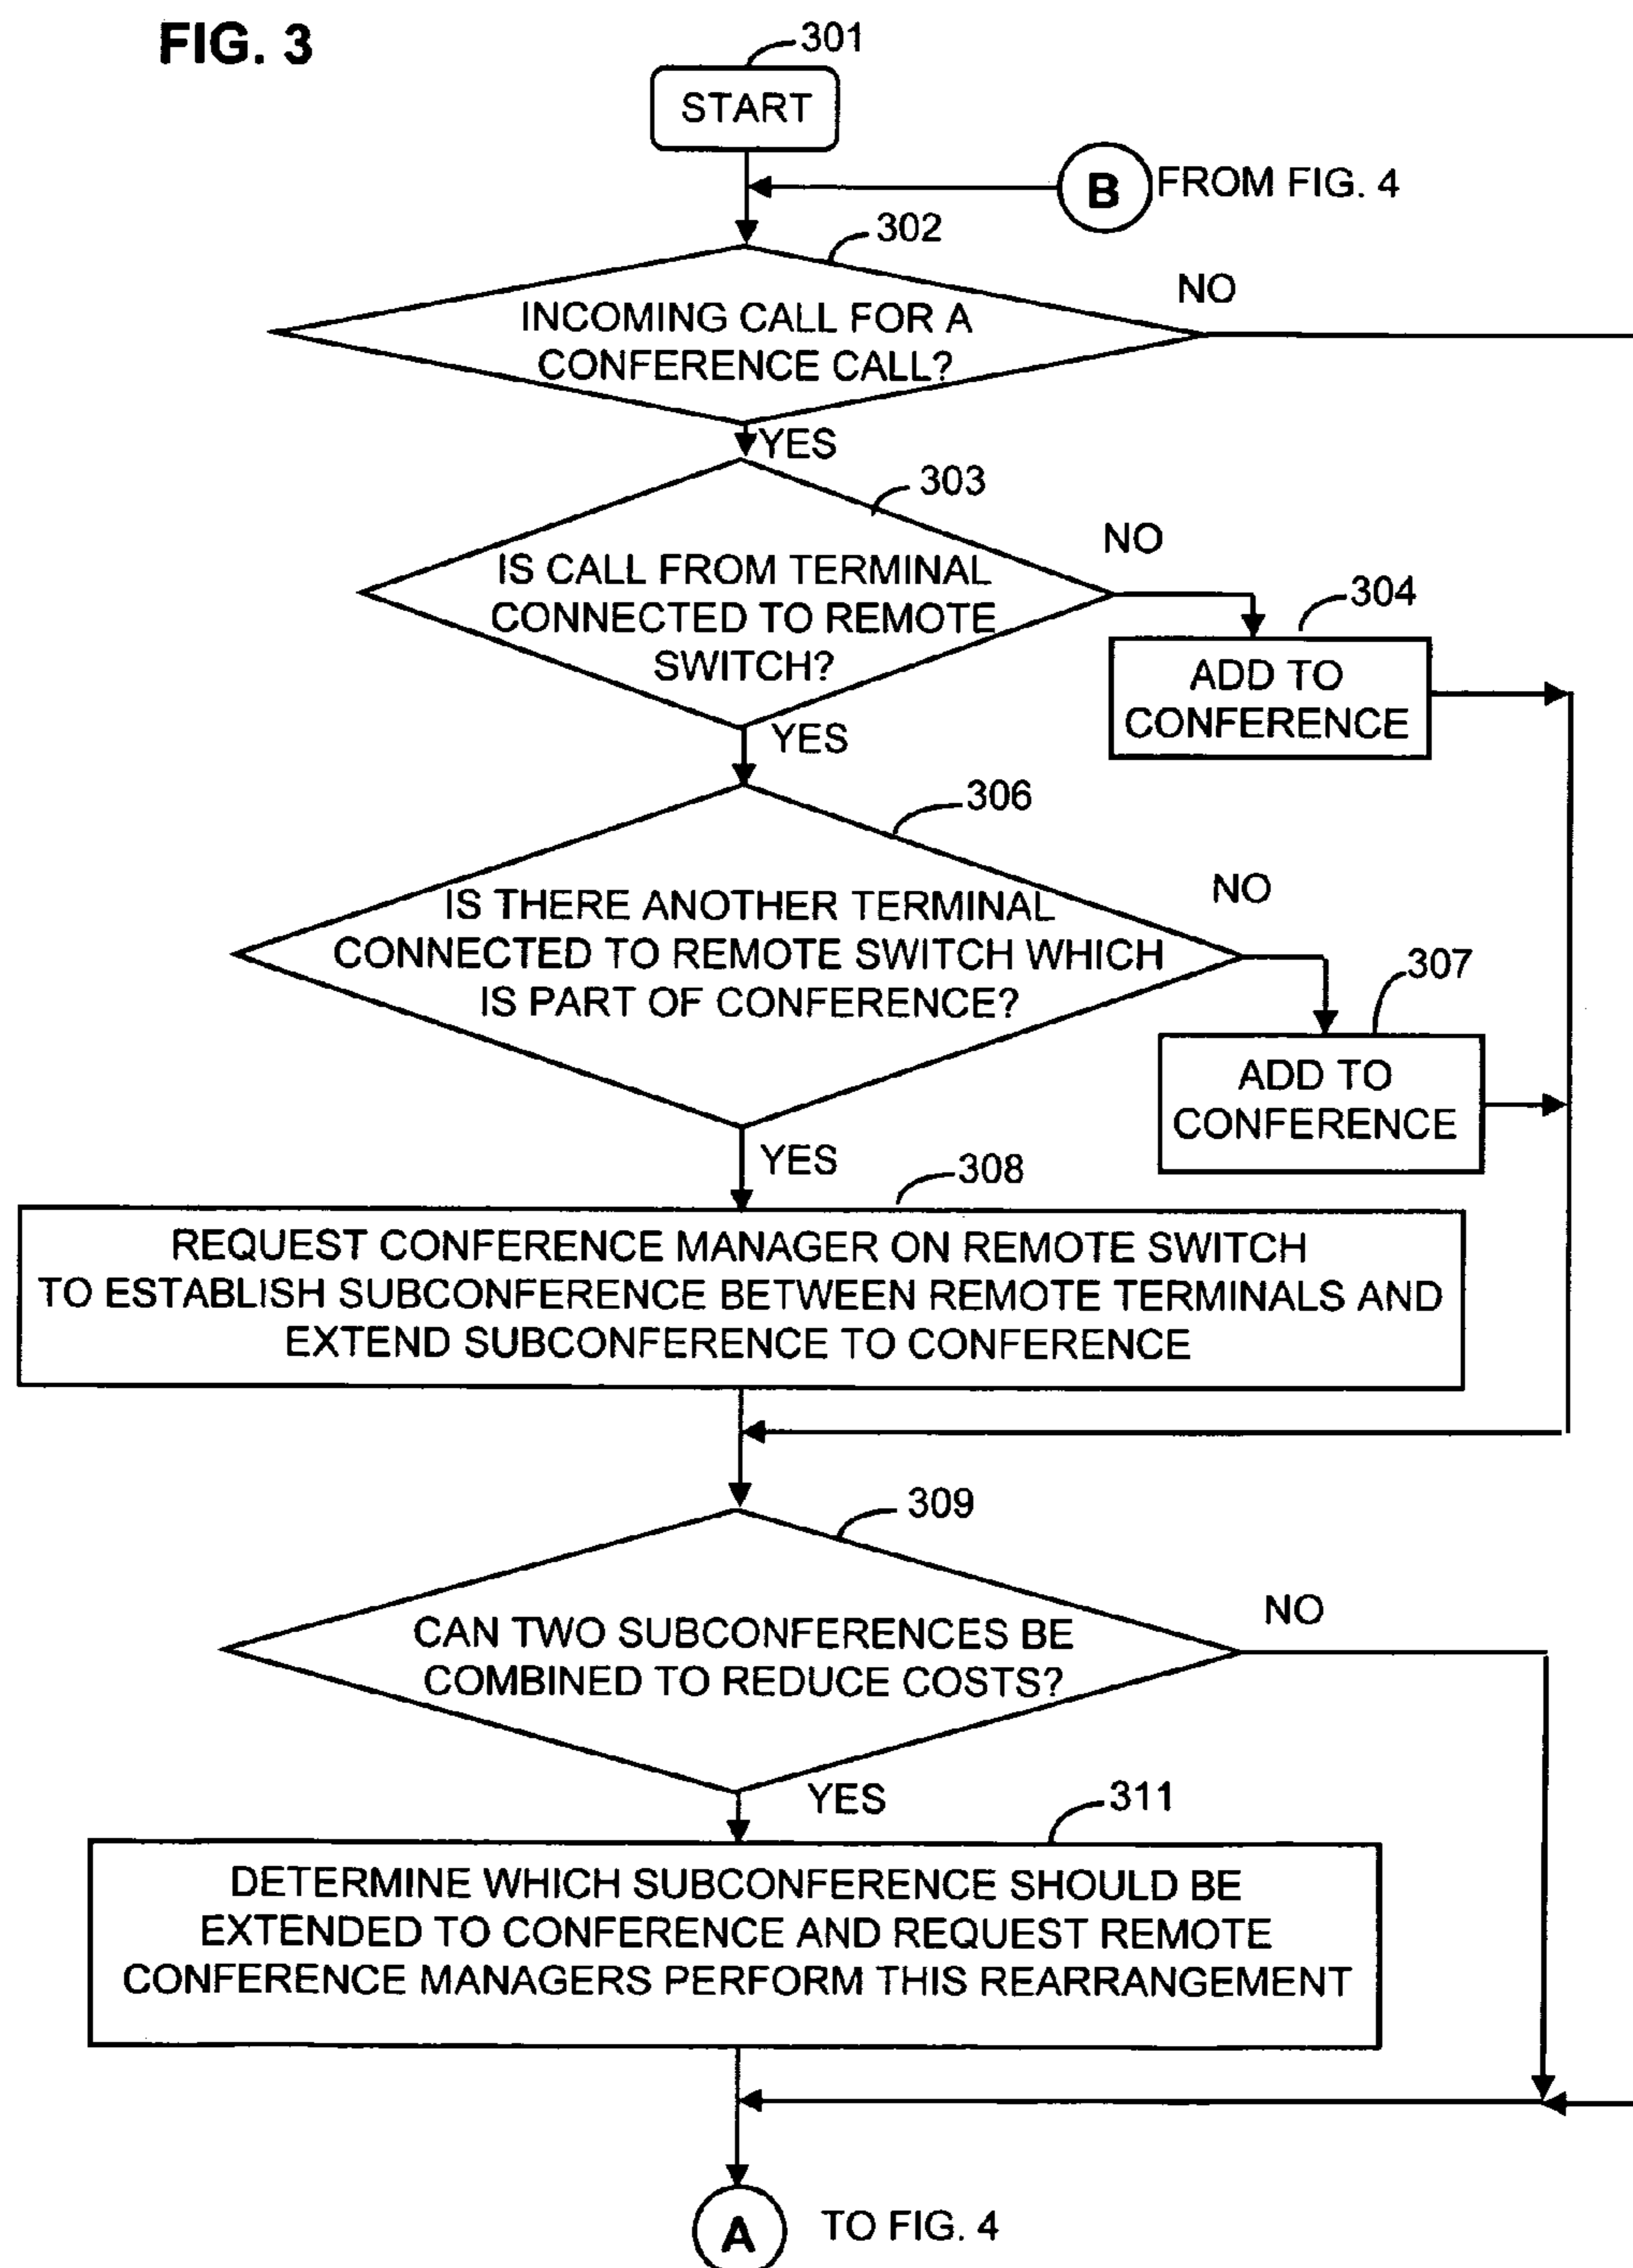 FIG. 3
301
START
B FROM FIG. 4
302
NO
INCOMING CALL FOR A
CONFERENCE CALL?
YES
303
NO
IS CALL FROM TERMINAL
CONNECTED TO REMOTE
SWITCH?
304
ADD TO
CONFERENCE
YES
306
NO
IS THERE ANOTHER TERMINAL
CONNECTED TO REMOTE SWITCH WHICH
IS PART OF CONFERENCE?
307
ADD TO
CONFERENCE
YES
308
REQUEST CONFERENCE MANAGER ON REMOTE SWITCH
TO ESTABLISH SUBCONFERENCE BETWEEN REMOTE TERMINALS AND
EXTEND SUBCONFERENCE TO CONFERENCE
309
NO
CAN TWO SUBCONFERENCES BE
COMBINED TO REDUCE COSTS?
YES
311
DETERMINE WHICH SUBCONFERENCE SHOULD BE
EXTENDED TO CONFERENCE AND REQUEST REMOTE
CONFERENCE MANAGERS PERFORM THIS REARRANGEMENT
A TO FIG. 4